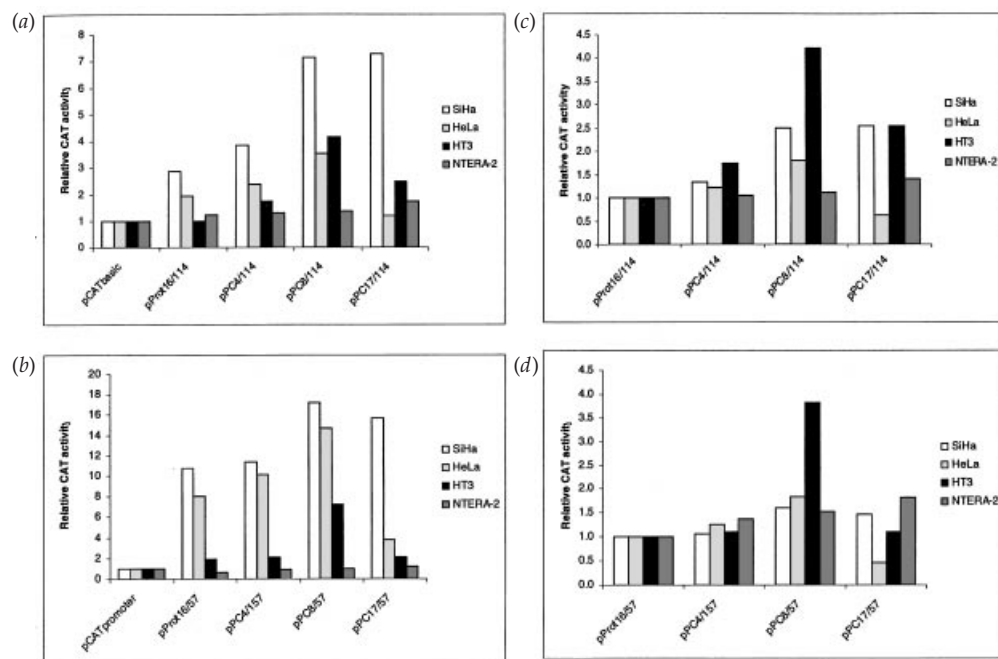 (a)
Relative CAT activity
8
7
6
5
4
3
2
1
0
pCATbasic
pProt16/114
pPC4/114
pPC8/114
pPC17/114
SiHa
HeLa
HT3
NTERA-2
(c)
Relative CAT activity
4.5
4.0
3.5
3.0
2.5
2.0
1.5
1.0
0.5
0.0
pProt16/114
pPC4/114
pPC8/114
pPC17/114
SiHa
HeLa
HT3
NTERA-2
(b)
Relative CAT activity
20
18
16
14
12
10
8
6
4
2
0
pCATpromoter
pProt16/57
pPC4/157
pPC8/57
pPC17/57
SiHa
HeLa
HT3
NTERA-2
(d)
Relative CAT activity
4.5
4.0
3.5
3.0
2.5
2.0
1.5
1.0
0.5
0.0
pProt16/57
pPC4/157
pPC8/57
pPC17/57
SiHa
HeLa
HT3
NTERA-2